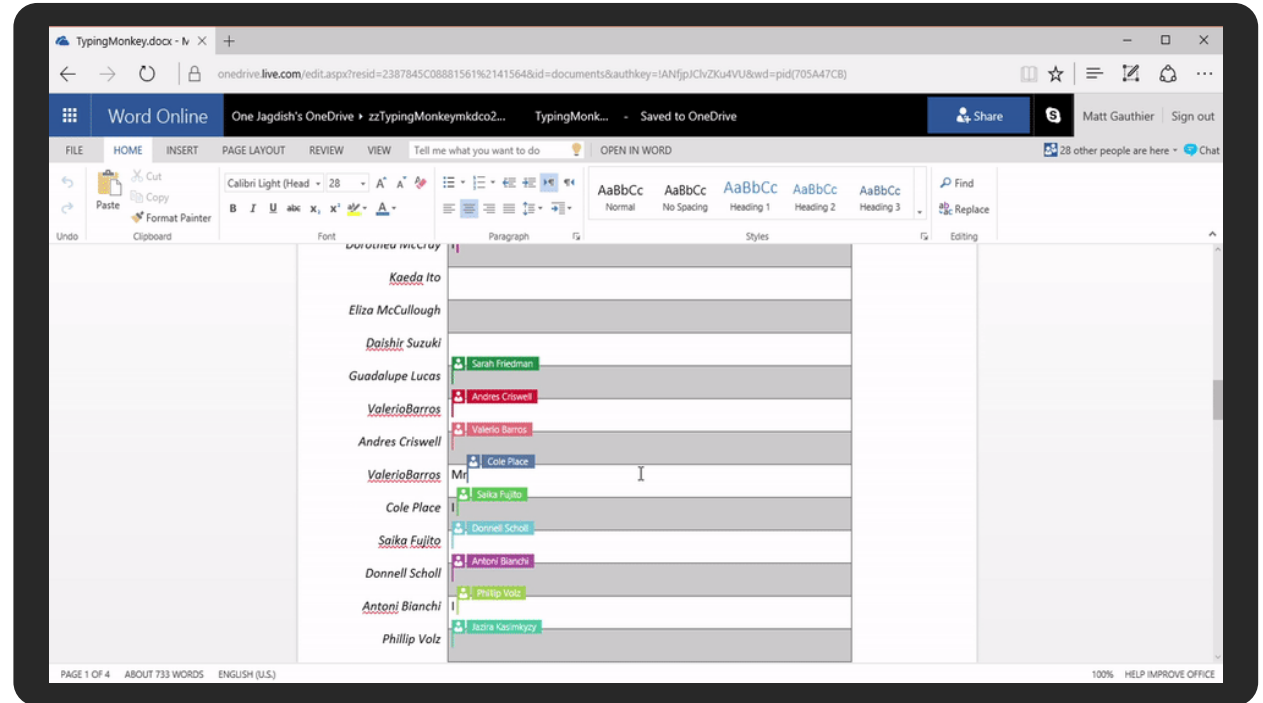 TypingMonkey.docx - M
onedrive.live.com/edit.aspx?resid=2387845C08881561%2141564&id=documents&authkey=!ANfjpJClvZKu4VU&wd=pid(705A47CB)
Word Online One Jagdish's OneDrive ▸ zzTypingMonkeymkdco2... TypingMonk... - Saved to OneDrive Share Matt Gauthier Sign out
FILE HOME INSERT PAGE LAYOUT REVIEW VIEW Tell me what you want to do OPEN IN WORD 28 other people are here Chat
Cut
Copy
Paste Format Painter
Calibri Light (Head 28
B I U abc
AaBbCc AaBbCc AaBbCc AaBbCc AaBbCc
Normal No Spacing Heading 1 Heading 2 Heading 3
Find
Replace
Undo Clipboard Font Paragraph Styles Editing
Dorothea McCray I
Kaeda Ito
Eliza McCullough
Daishir Suzuki
Sarah Friedman
Guadalupe Lucas
Andres Criswell
ValerioBarros
Valerio Barros
Andres Criswell
Cole Place
ValerioBarros Mr
Saika Fujito
Cole Place I
Donnell Scholl
Saika Fujito
Antoni Bianchi
Donnell Scholl
Phillip Volz
Antoni Bianchi I
Jazira Kasimkyzy
Phillip Volz
PAGE 1 OF 4 ABOUT 733 WORDS ENGLISH (U.S.) 100% HELP IMPROVE OFFICE